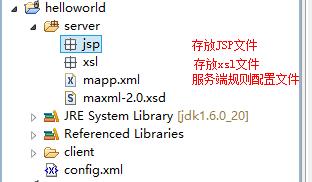 helloworld
server
jsp 存放JSP文件
xsl 存放xsl文件
mapp.xml 服务端规则配置文件
maxml-2.0.xsd
JRE System Library [jdk1.6.0_20]
Referenced Libraries
client
config.xml